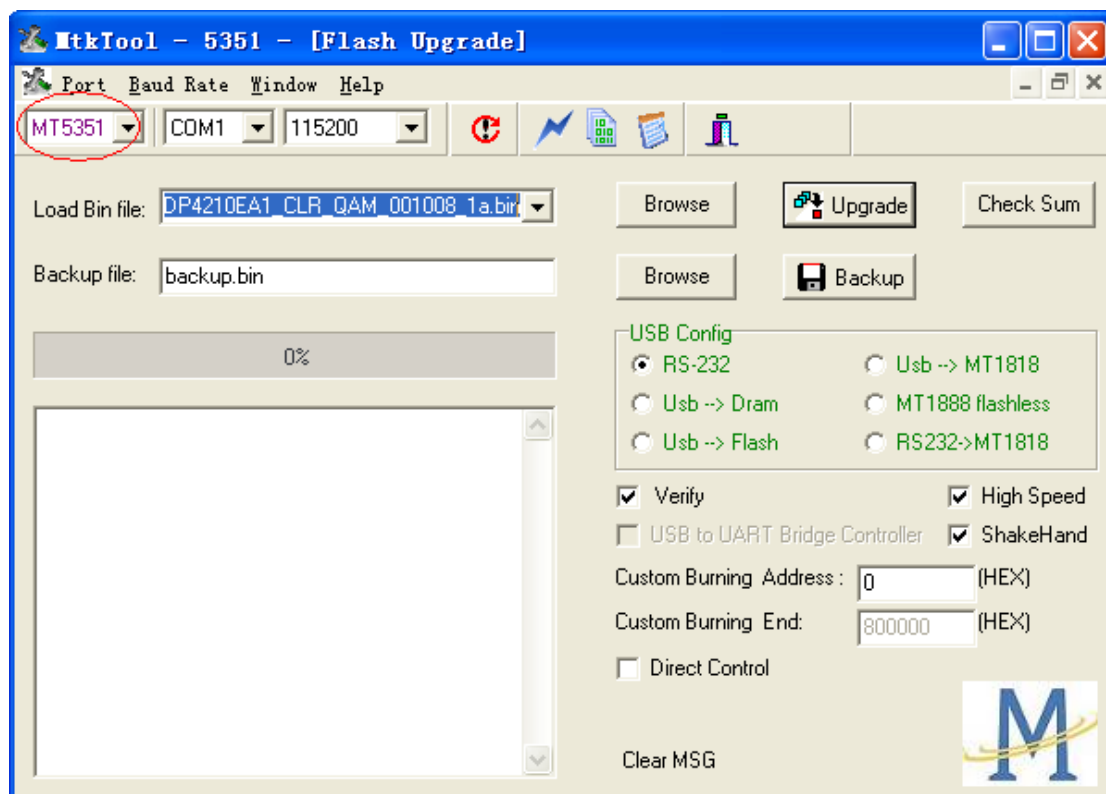 MtkTool - 5351 - [Flash Upgrade]
Port Baud Rate Window Help
MT5351 COM1 115200
Load Bin file: DP4210EA1_CLR_QAM_001008_1a.bin Browse Upgrade Check Sum
Backup file: backup.bin Browse Backup
0%
USB Config
RS-232 Usb --> MT1818
Usb --> Dram MT1888 flashless
Usb --> Flash RS232->MT1818
Verify High Speed
USB to UART Bridge Controller ShakeHand
Custom Burning Address : 0 (HEX)
Custom Burning End: 800000 (HEX)
Direct Control
Clear MSG
M